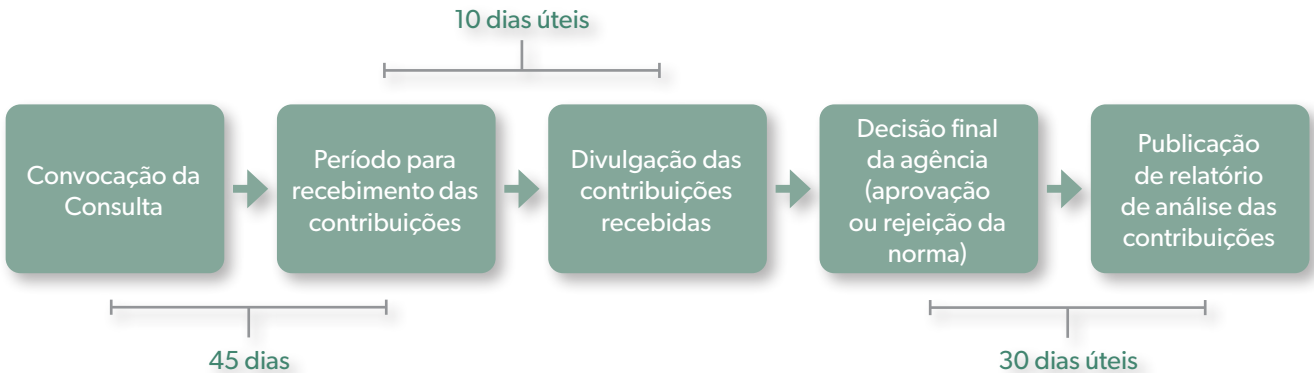 10 dias úteis
Convocação da
Consulta
Período para
recebimento das
contribuições
Divulgação das
contribuições
recebidas
Decisão final
da agência
(aprovação
ou rejeição da
norma)
Publicação
de relatório
de análise das
contribuições
45 dias
30 dias úteis